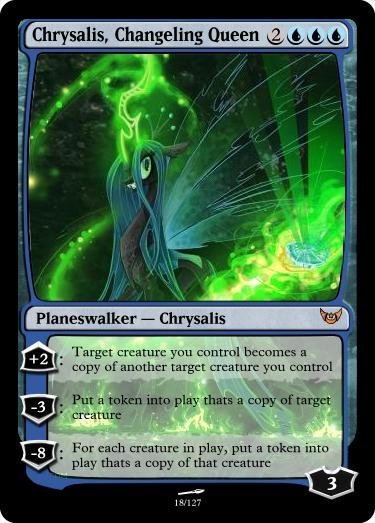 Chrysalis, Changeling Queen 2
Planeswalker — Chrysalis
+2: Target creature you control becomes a
copy of another target creature you control
-3: Put a token into play thats a copy of target
creature
-8: For each creature in play, put a token into
play thats a copy of that creature
3
18/127